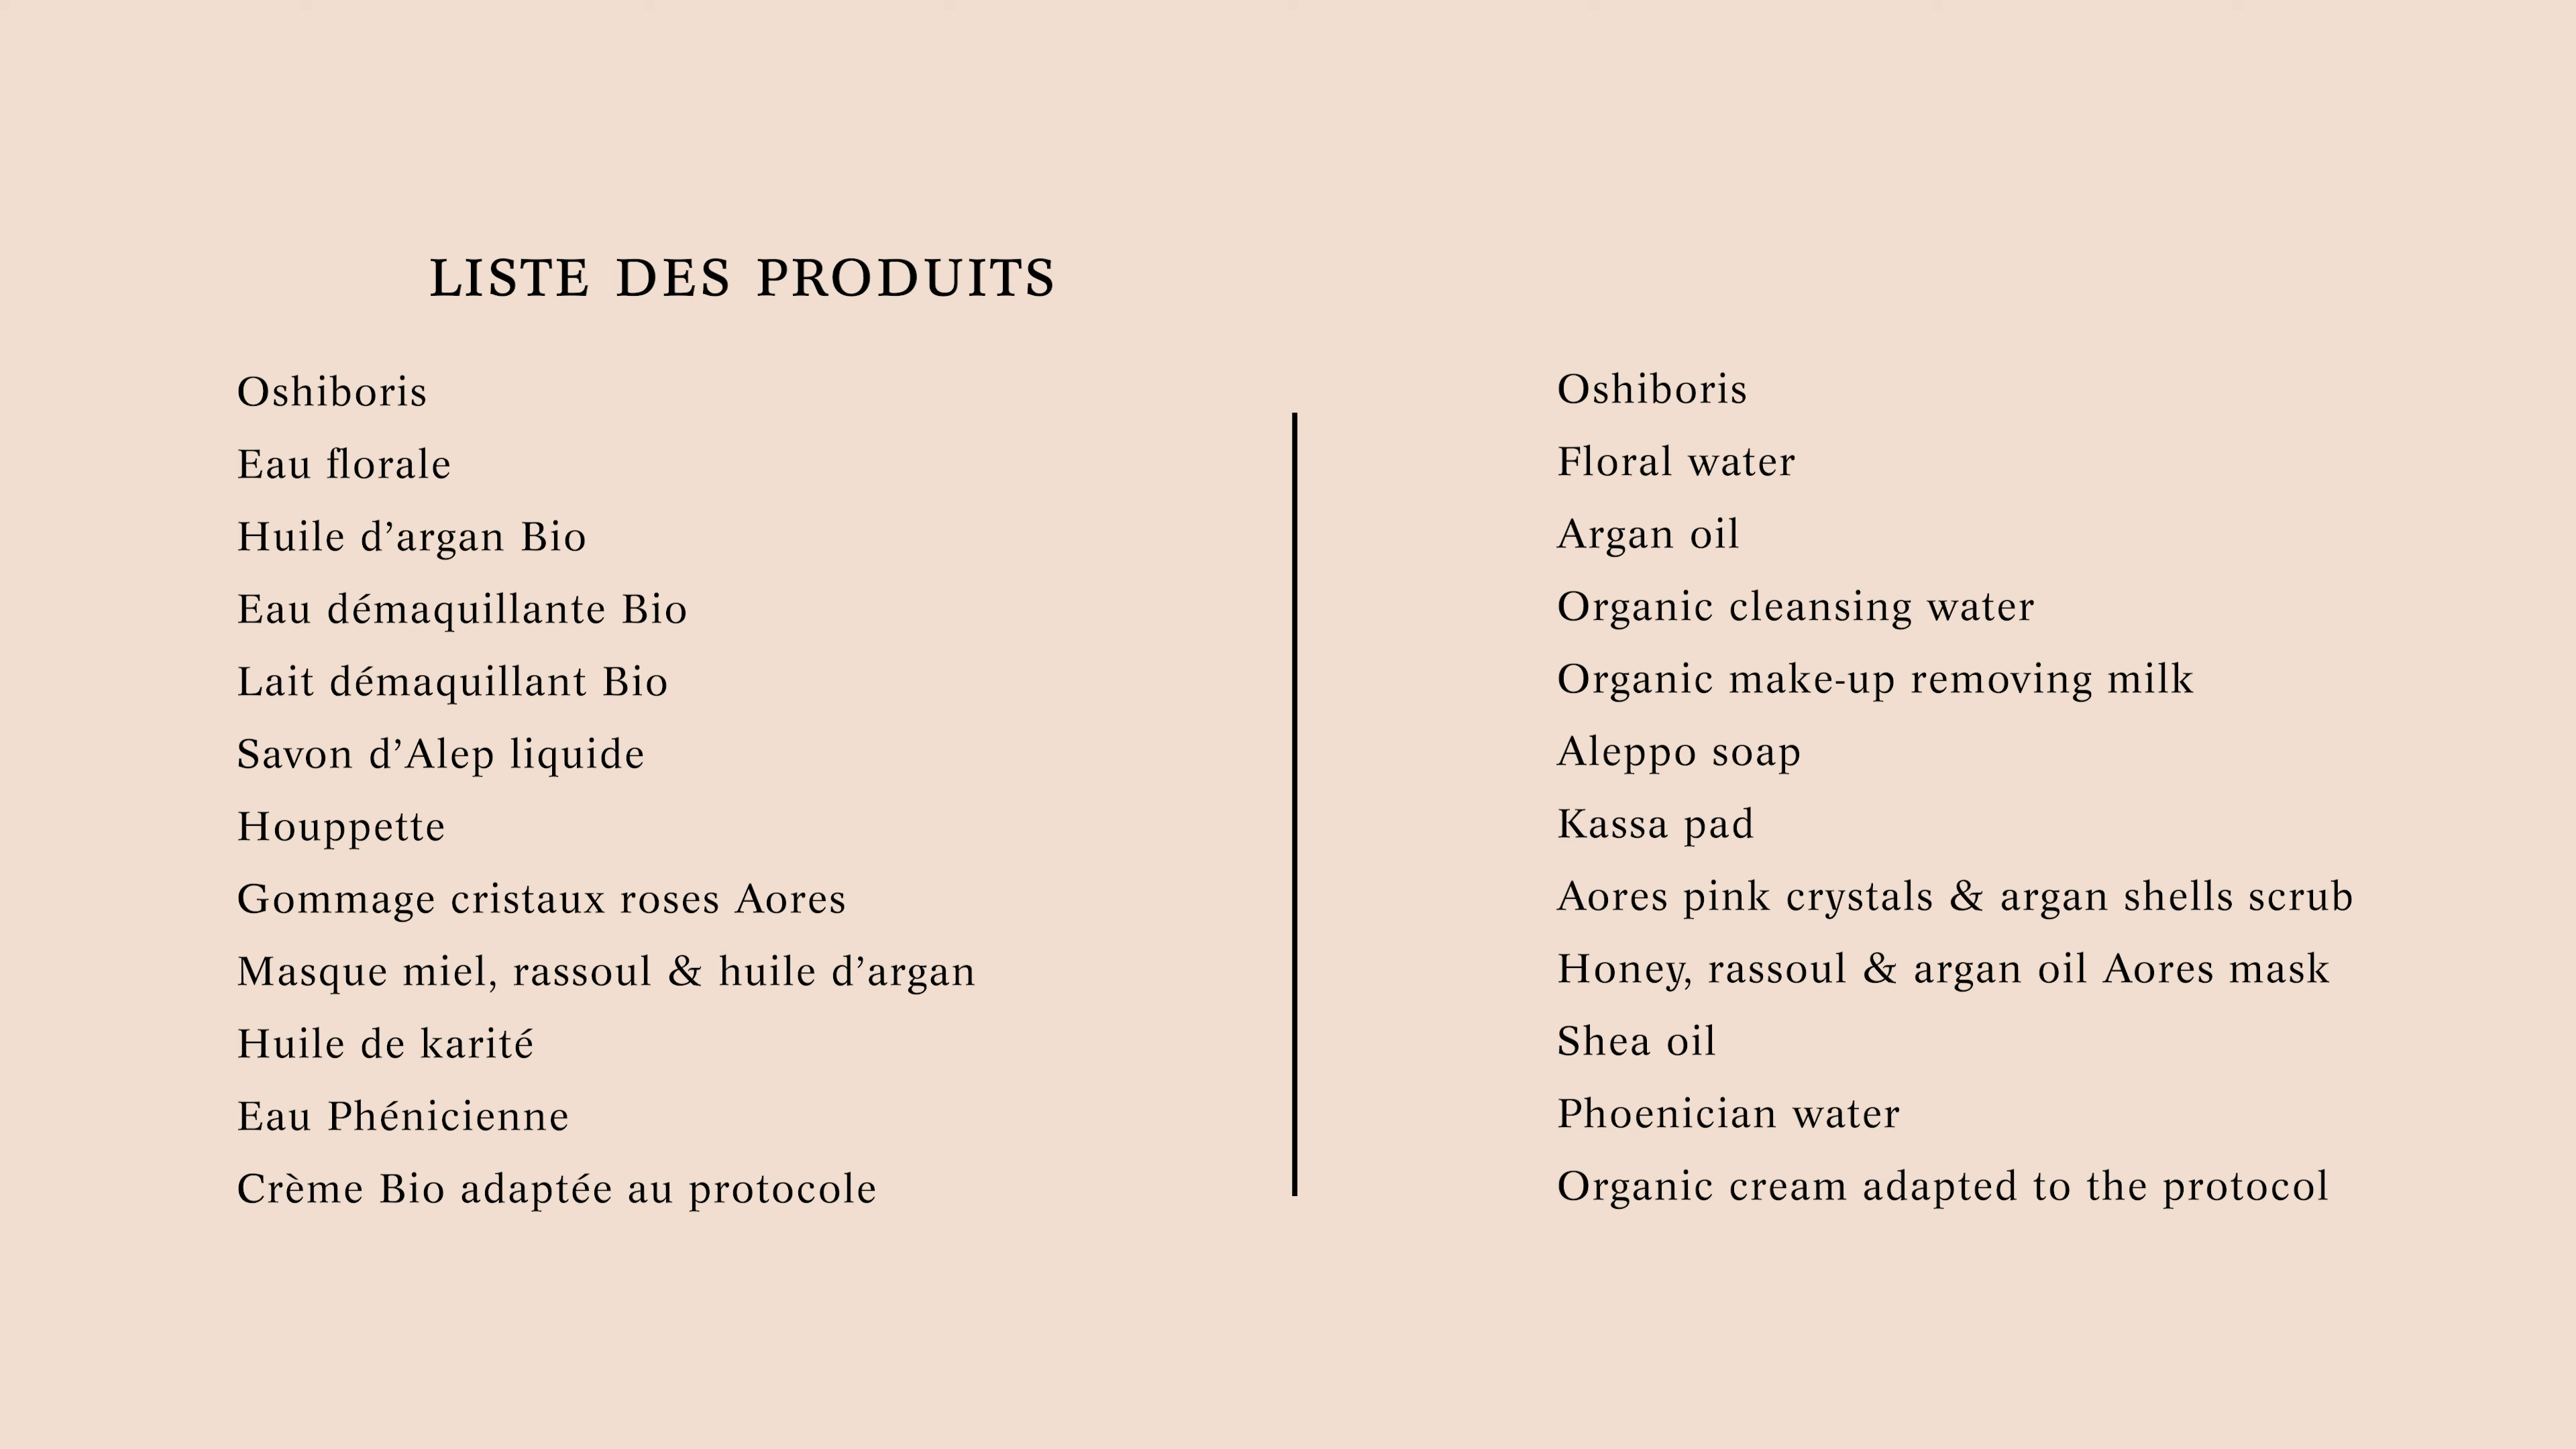 LISTE DES PRODUITS
Oshiboris
Eau florale
Huile d’argan Bio
Eau démaquillante Bio
Lait démaquillant Bio
Savon d’Alep liquide
Houppette
Gommage cristaux roses Aores
Masque miel, rassoul & huile d’argan
Huile de karité
Eau Phénicienne
Crème Bio adaptée au protocole
Oshiboris
Floral water
Argan oil
Organic cleansing water
Organic make-up removing milk
Aleppo soap
Kassa pad
Aores pink crystals & argan shells scrub
Honey, rassoul & argan oil Aores mask
Shea oil
Phoenician water
Organic cream adapted to the protocol